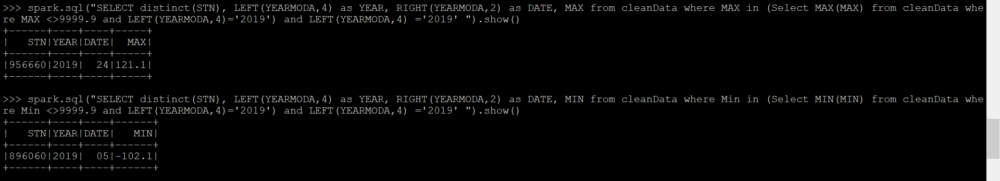 >>> spark.sql("SELECT distinct(STN), LEFT(YEARMODA,4) as YEAR, RIGHT(YEARMODA,2) as DATE, MAX from cleanData where MAX in (Select MAX(MAX) from cleanData whe
re MAX <>9999.9 and LEFT(YEARMODA,4)='2019') and LEFT(YEARMODA,4) ='2019' ").show()
+------+----+----+-----+
|   STN|YEAR|DATE|  MAX|
+------+----+----+-----+
|956660|2019|  24|121.1|
+------+----+----+-----+
>>> spark.sql("SELECT distinct(STN), LEFT(YEARMODA,4) as YEAR, RIGHT(YEARMODA,2) as DATE, MIN from cleanData where Min in (Select MIN(MIN) from cleanData whe
re Min <>9999.9 and LEFT(YEARMODA,4)='2019') and LEFT(YEARMODA,4) ='2019' ").show()
+------+----+----+------+
|   STN|YEAR|DATE|   MIN|
+------+----+----+------+
|896060|2019|  05|-102.1|
+------+----+----+------+